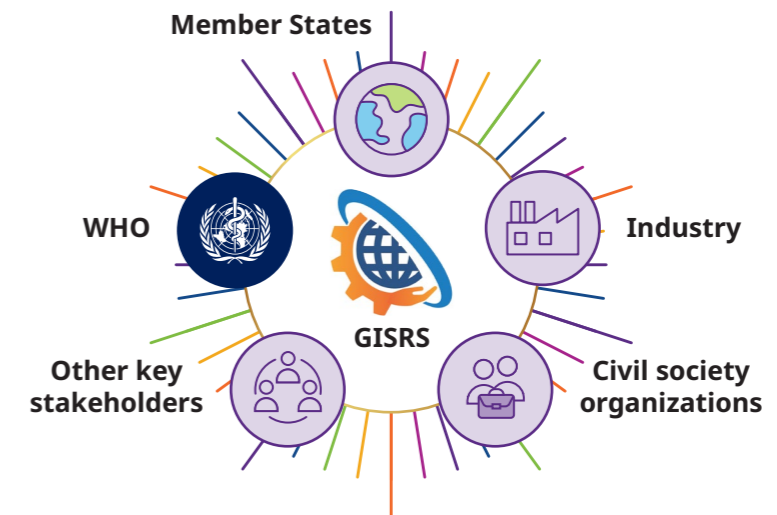 Member States
WHO
Industry
GISRS
Other key
stakeholders
Civil society
organizations